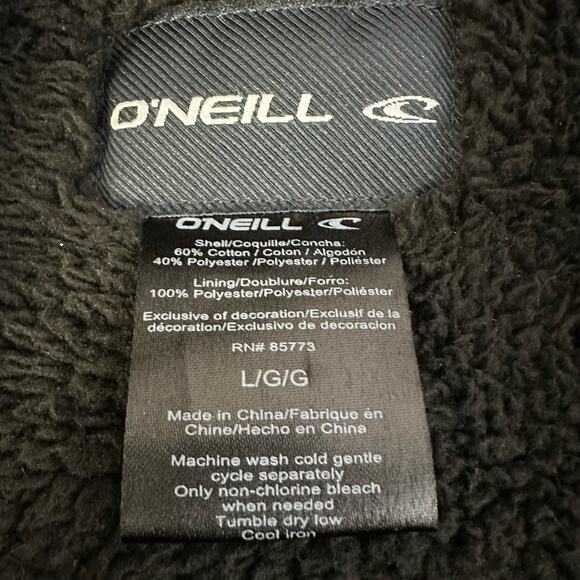 O'NEILL
O'NEILL
Shell/Coquille/Concha:
60% Cotton / Coton / Algodón
40% Polyester /Polyester / Poliéster
Lining/Doublure/Forro:
100% Polyester/Polyester/Poliéster
Exclusive of decoration/Exclusif de la
décoration/Exclusivo de decoracion
RN# 85773
L/G/G
Made in China/Fabrique én
Chine/Hecho en China
Machine wash cold gentle
cycle separately
Only non-chlorine bleach
when needed
Tumble dry low
Cool iron